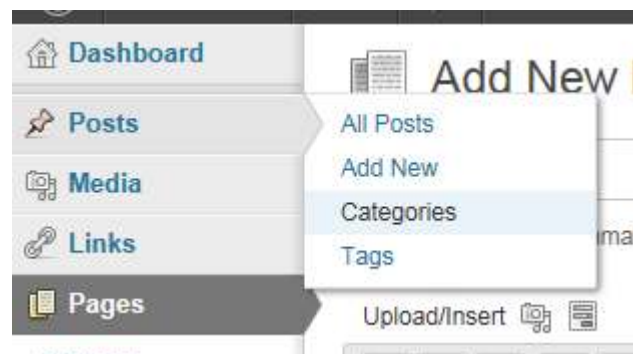 Dashboard
Add New
Posts
All Posts
Add New
Media
Categories
Links
Tags
Pages
Upload/Insert